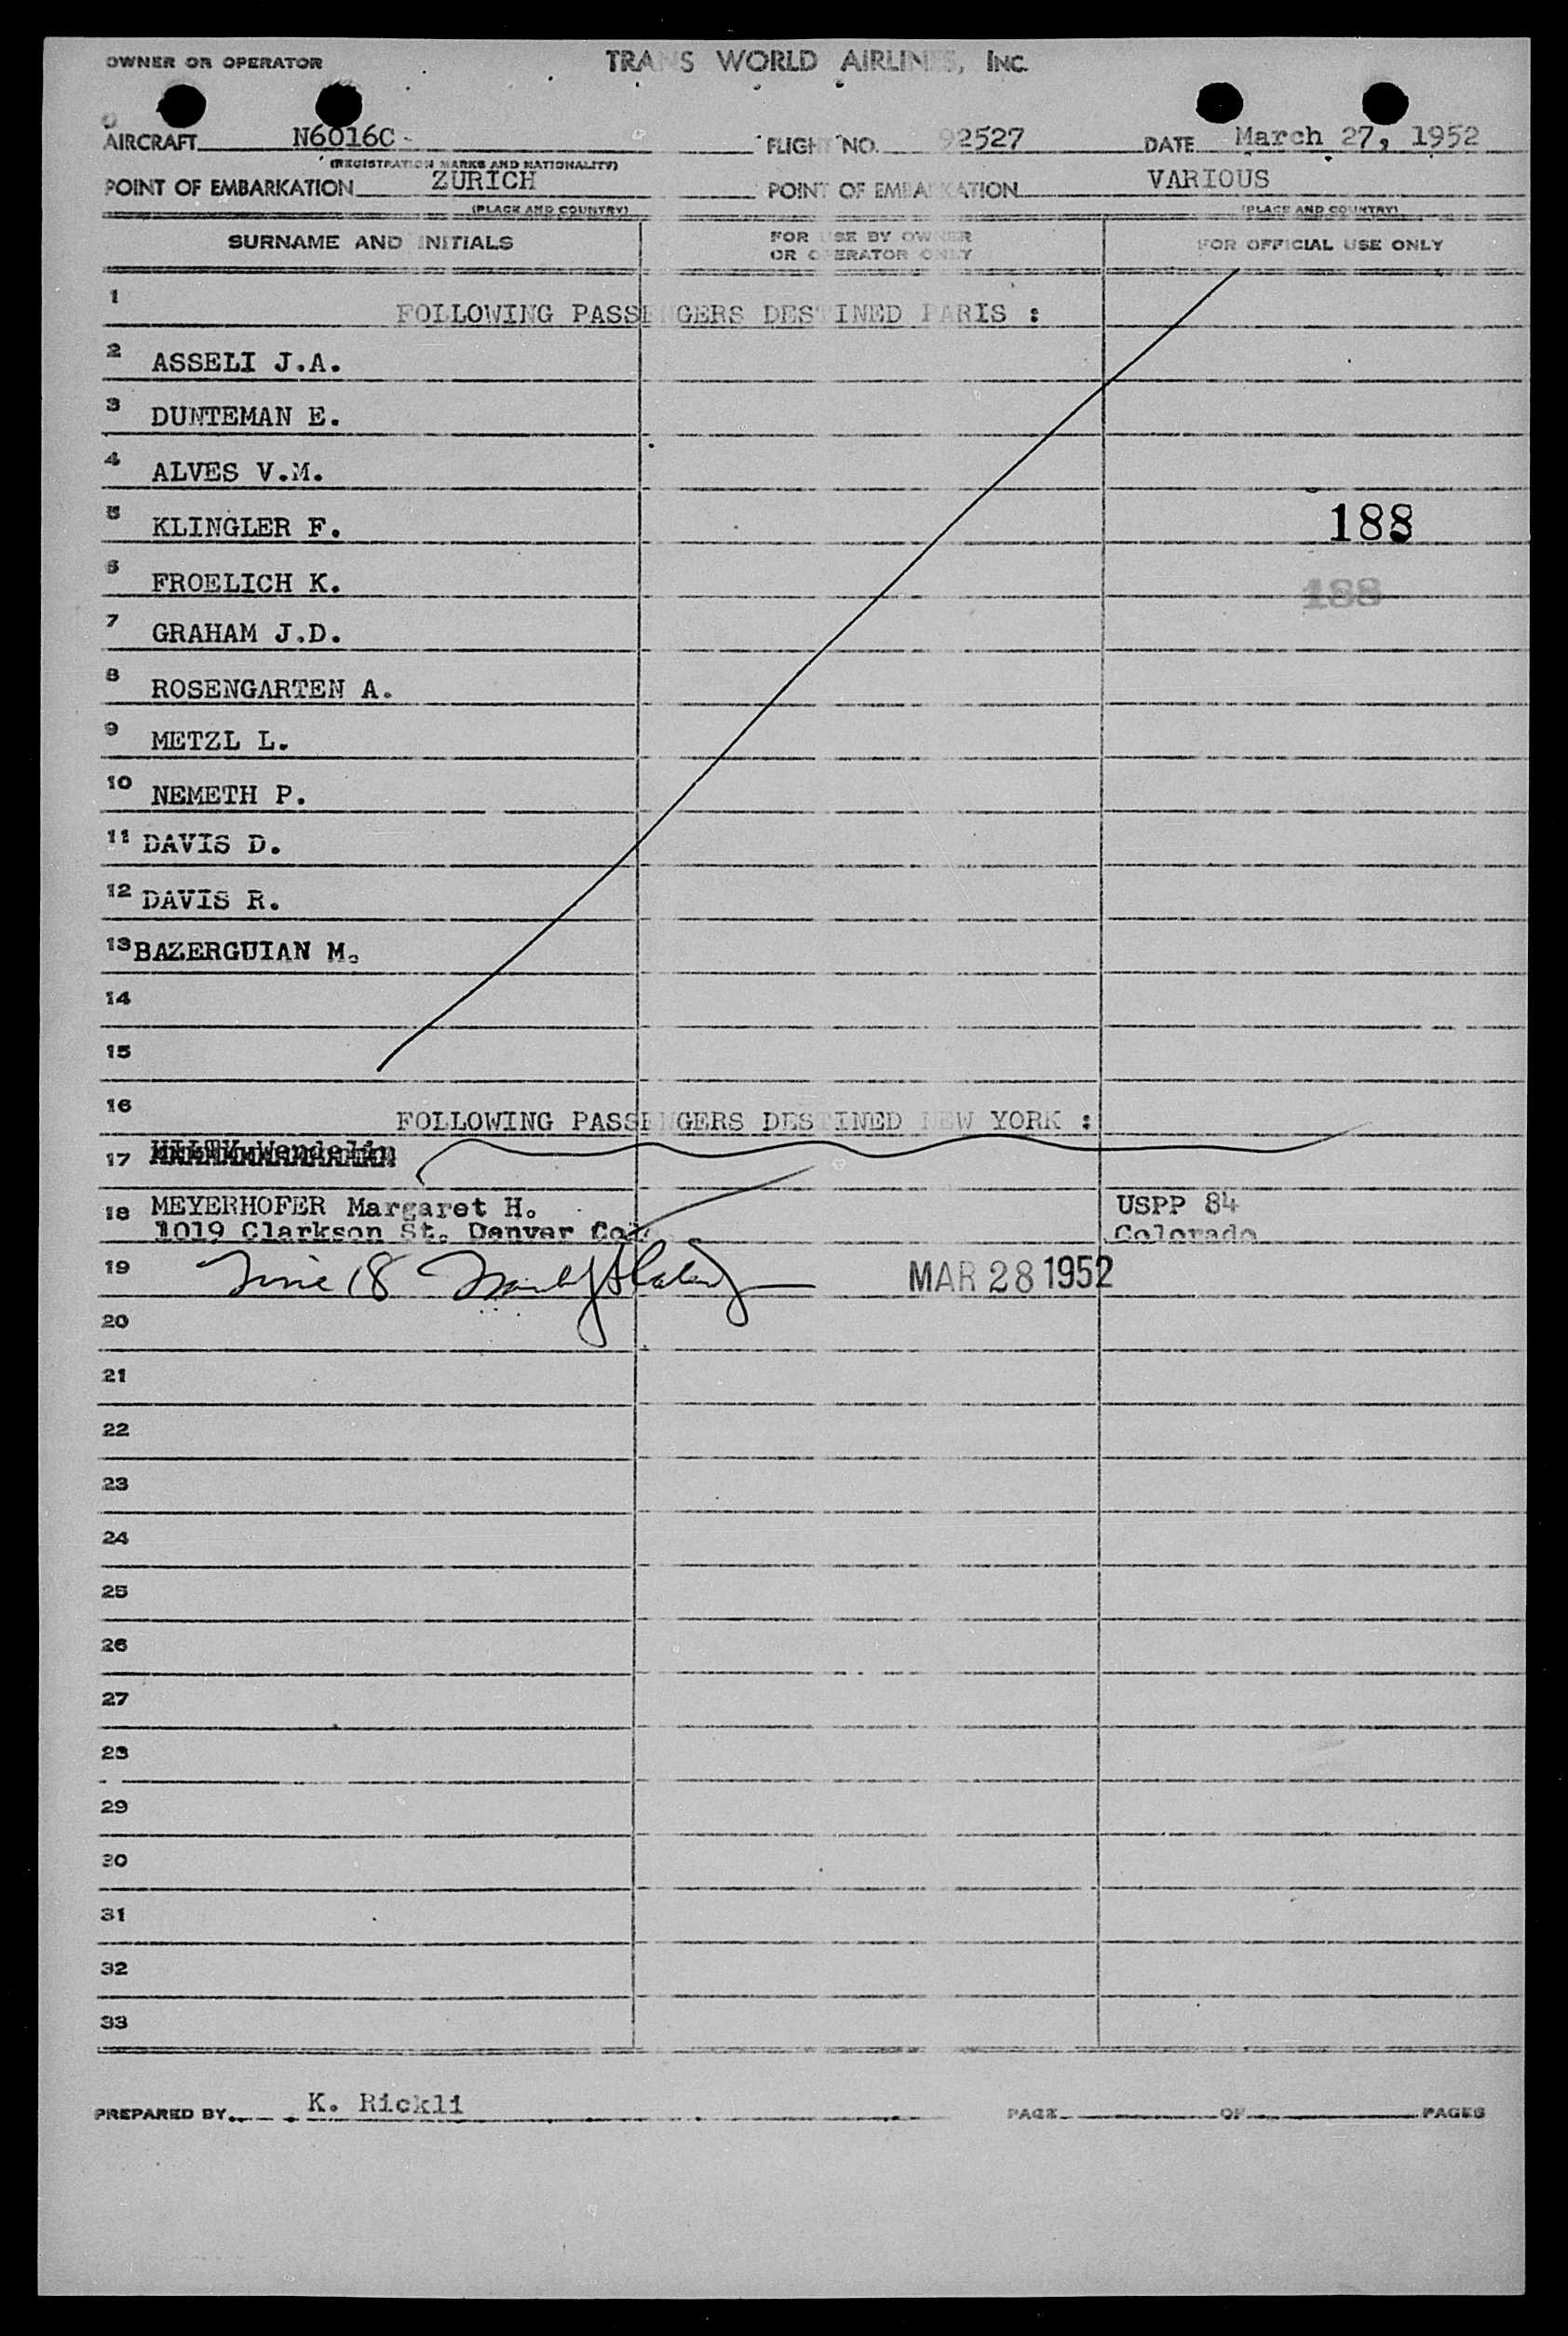 OWNER OR OPERATOR TRANS WORLD AIRLINES, INC.
AIRCRAFT N6016C FLIGHT NO. 92527 DATE March 27, 1952
(REGISTRATION MARKS AND NATIONALITY)
POINT OF EMBARKATION ZURICH POINT OF EMBARKATION VARIOUS
(PLACE AND COUNTRY) (PLACE AND COUNTRY)
SURNAME AND INITIALS FOR USE BY OWNER OR OPERATOR ONLY FOR OFFICIAL USE ONLY
1 FOLLOWING PASSENGERS DESTINED PARIS :
2 ASSELI J.A.
3 DUNTEMAN E.
4 ALVES V.M.
5 KLINGLER F. 188
6 FROELICH K. 188
7 GRAHAM J.D.
8 ROSENGARTEN A.
9 METZL L.
10 NEMETH P.
11 DAVIS D.
12 DAVIS R.
13 BAZERGUIAN M.
14
15
16 FOLLOWING PASSENGERS DESTINED NEW YORK :
17 Wendelin
18 MEYERHOFER Margaret H. USPP 84
1019 Clarkson St. Denver Col. Colorado
19 MAR 28 1952
20
21
22
23
24
25
26
27
28
29
30
31
32
33
PREPARED BY K. Rickli PAGE OF PAGES